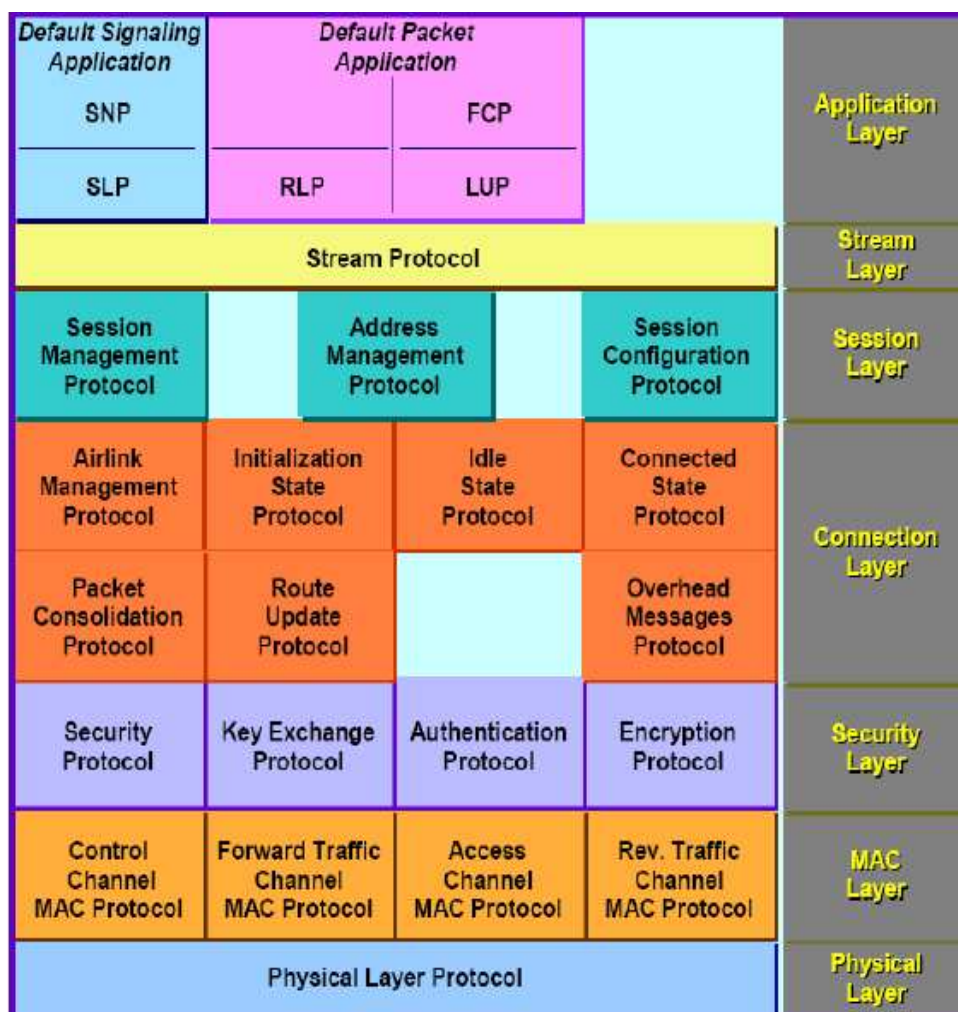 Default Signaling
Application
Default Packet
Application
SNP
FCP
SLP
RLP
LUP
Application
Layer
Stream Protocol
Stream
Layer
Session
Management
Protocol
Address
Management
Protocol
Session
Configuration
Protocol
Session
Layer
Airlink
Management
Protocol
Initialization
State
Protocol
Idle
State
Protocol
Connected
State
Protocol
Packet
Consolidation
Protocol
Route
Update
Protocol
Overhead
Messages
Protocol
Connection
Layer
Security
Protocol
Key Exchange
Protocol
Authentication
Protocol
Encryption
Protocol
Security
Layer
Control
Channel
MAC Protocol
Forward Traffic
Channel
MAC Protocol
Access
Channel
MAC Protocol
Rev. Traffic
Channel
MAC Protocol
MAC
Layer
Physical Layer Protocol
Physical
Layer